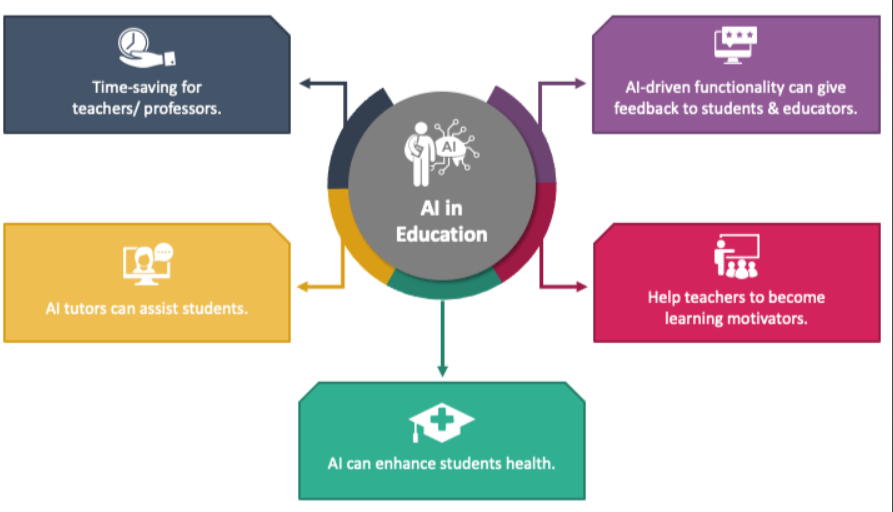 Time-saving for
teachers/ professors.
AI-driven functionality can give
feedback to students & educators.
AI
AI in
Education
AI tutors can assist students.
Help teachers to become
learning motivators.
AI can enhance students health.